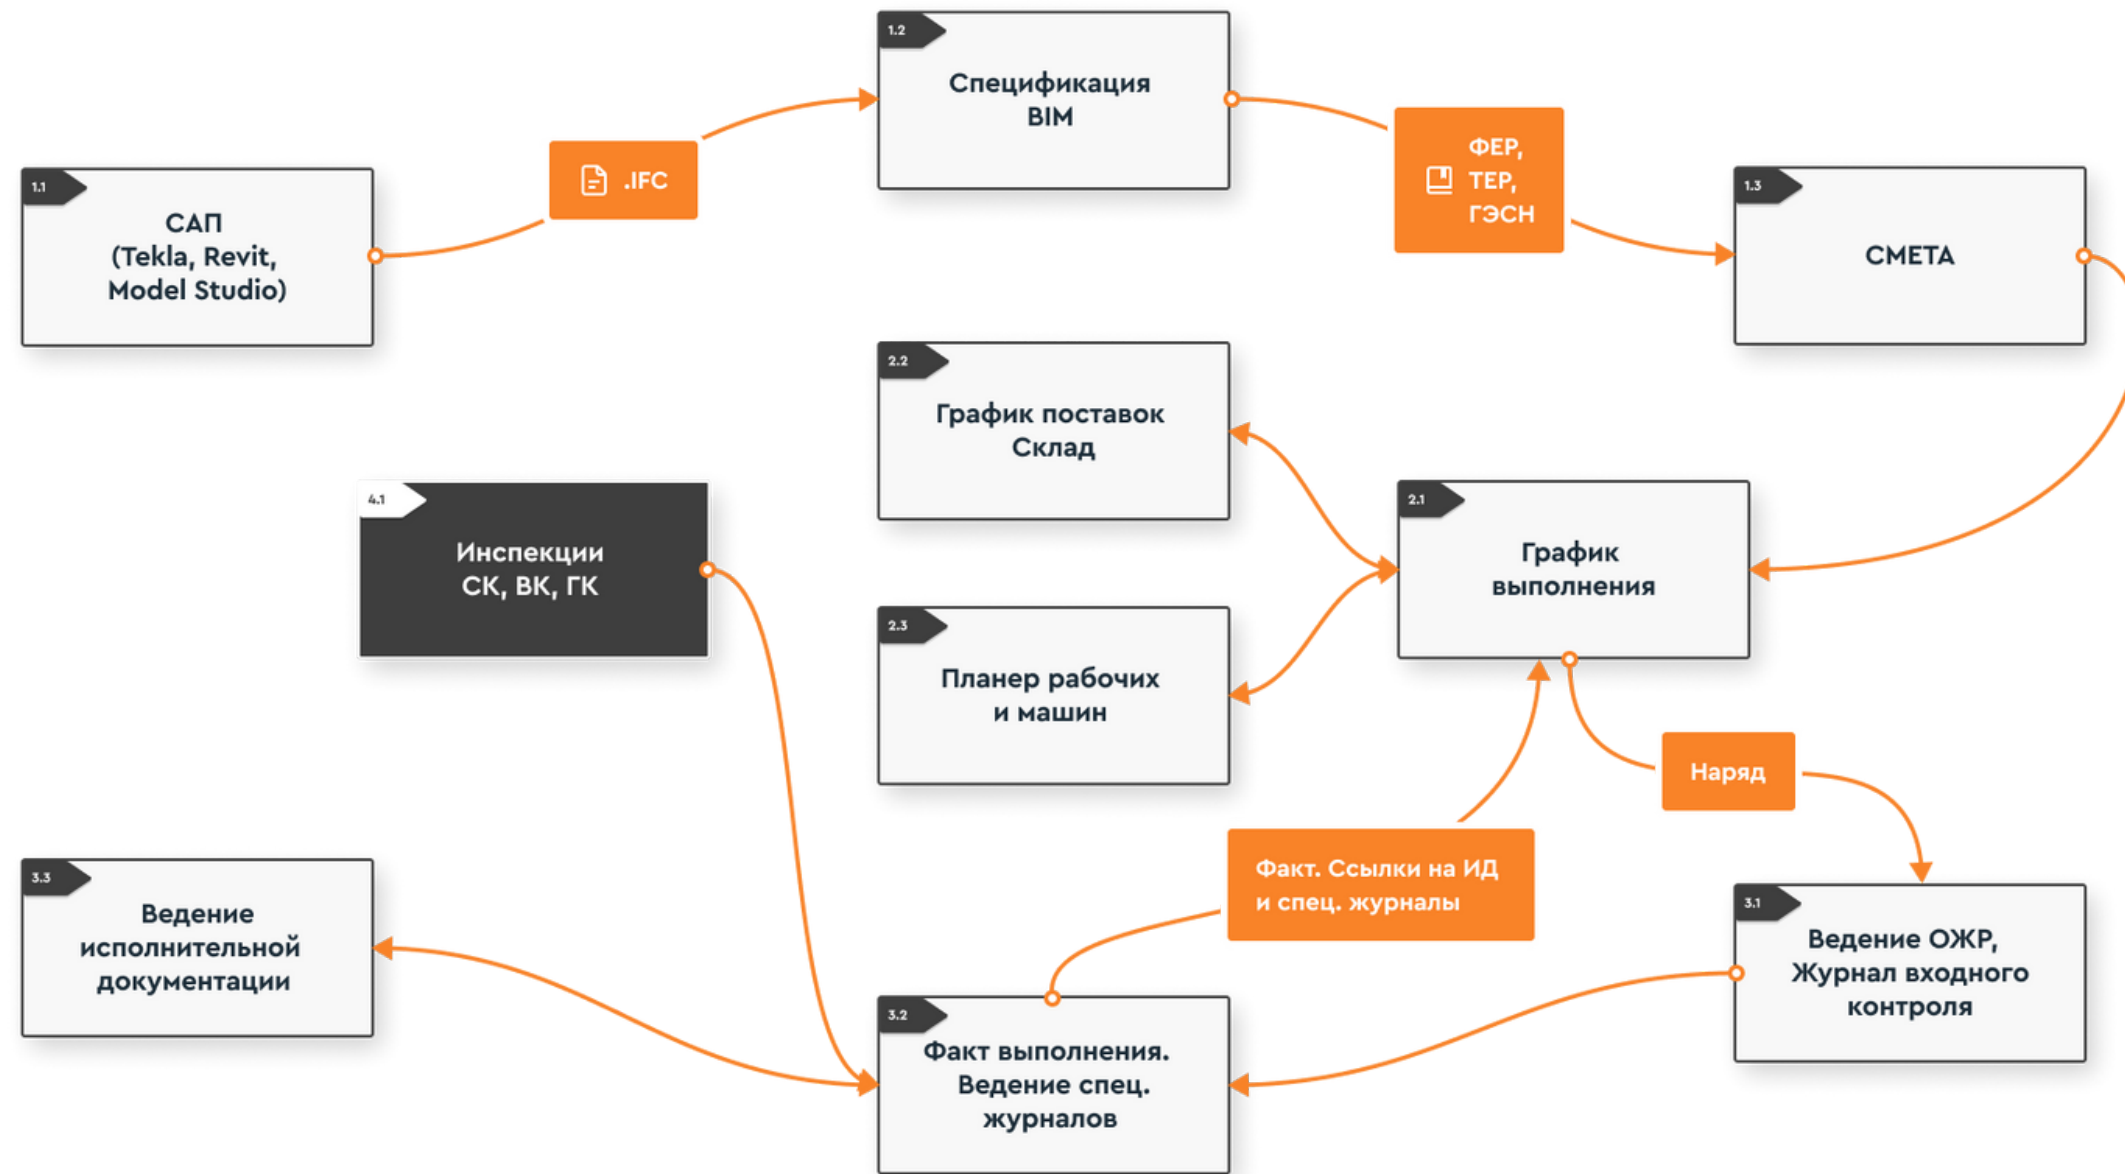 1.2
Спецификация
BIM
1.1
САП
(Tekla, Revit,
Model Studio)
.IFC
ФЕР,
ТЕР,
ГЭСН
1.3
СМЕТА
2.2
График поставок
Склад
4.1
Инспекции
СК, ВК, ГК
2.1
График
выполнения
2.3
Планер рабочих
и машин
Наряд
Факт. Ссылки на ИД
и спец. журналы
3.3
Ведение
исполнительной
документации
3.2
Факт выполнения.
Ведение спец.
журналов
3.1
Ведение ОЖР,
Журнал входного
контроля